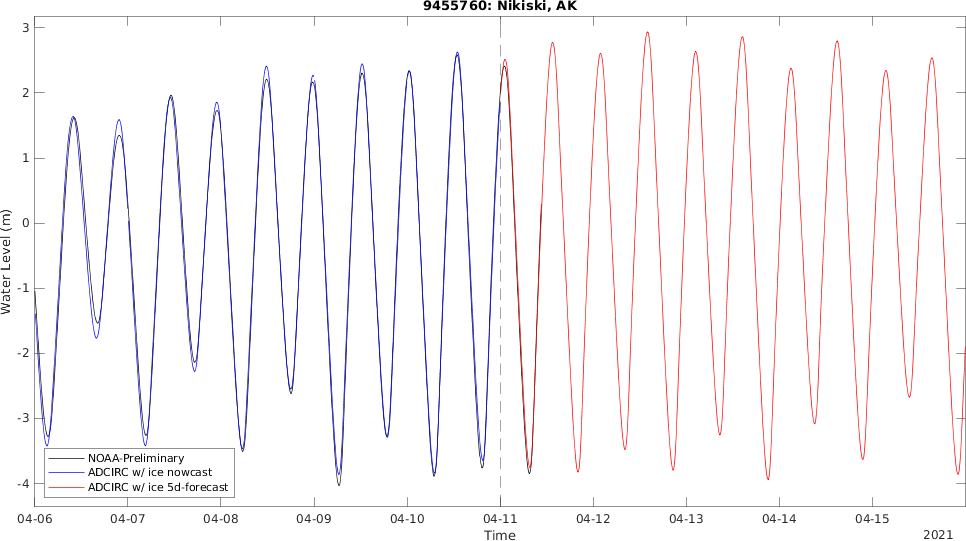 9455760: Nikiski, AK
Water Level (m)
3
2
1
0
-1
-2
-3
-4
NOAA-Preliminary
ADCIRC w/ ice nowcast
ADCIRC w/ ice 5d-forecast
04-06 04-07 04-08 04-09 04-10 04-11 04-12 04-13 04-14 04-15
Time
2021